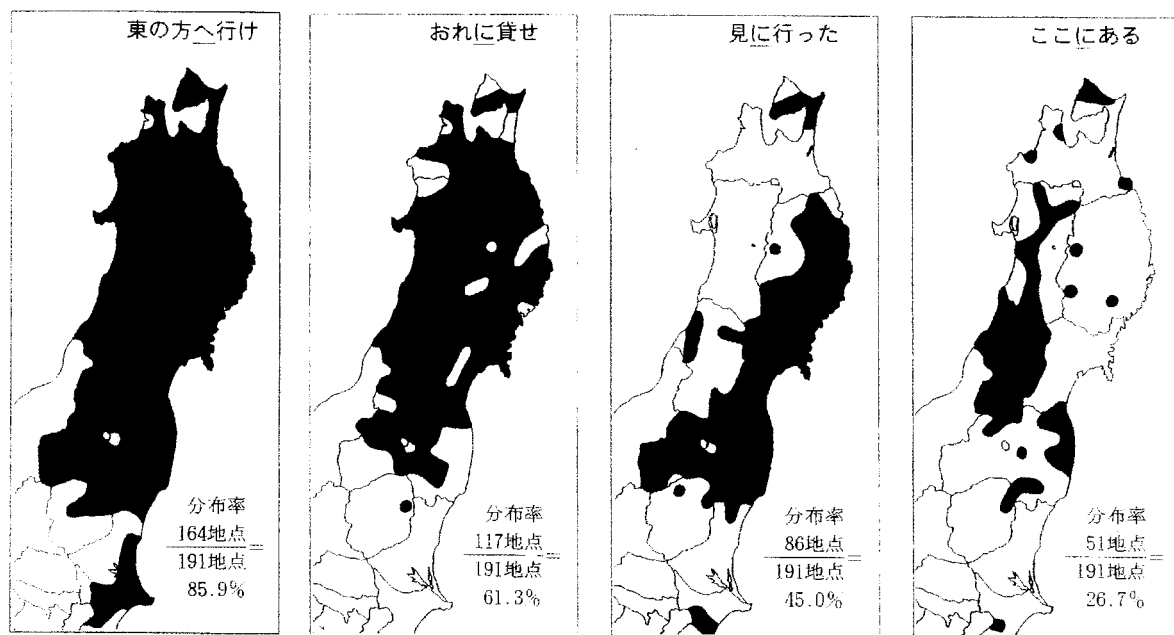 東の方へ行け
分布率
164地点
191地点
=
85.9%
おれに貸せ
分布率
117地点
191地点
=
61.3%
見に行った
分布率
86地点
191地点
=
45.0%
ここにある
分布率
51地点
191地点
=
26.7%